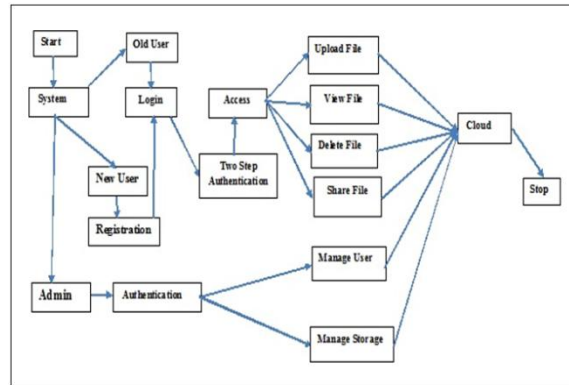 Start
Old User
Upload File
System
Login
Access
View File
Cloud
Delete File
Two Step
Authentication
New User
Share File
Stop
Registration
Manage User
Admin
Authentication
Manage Storage